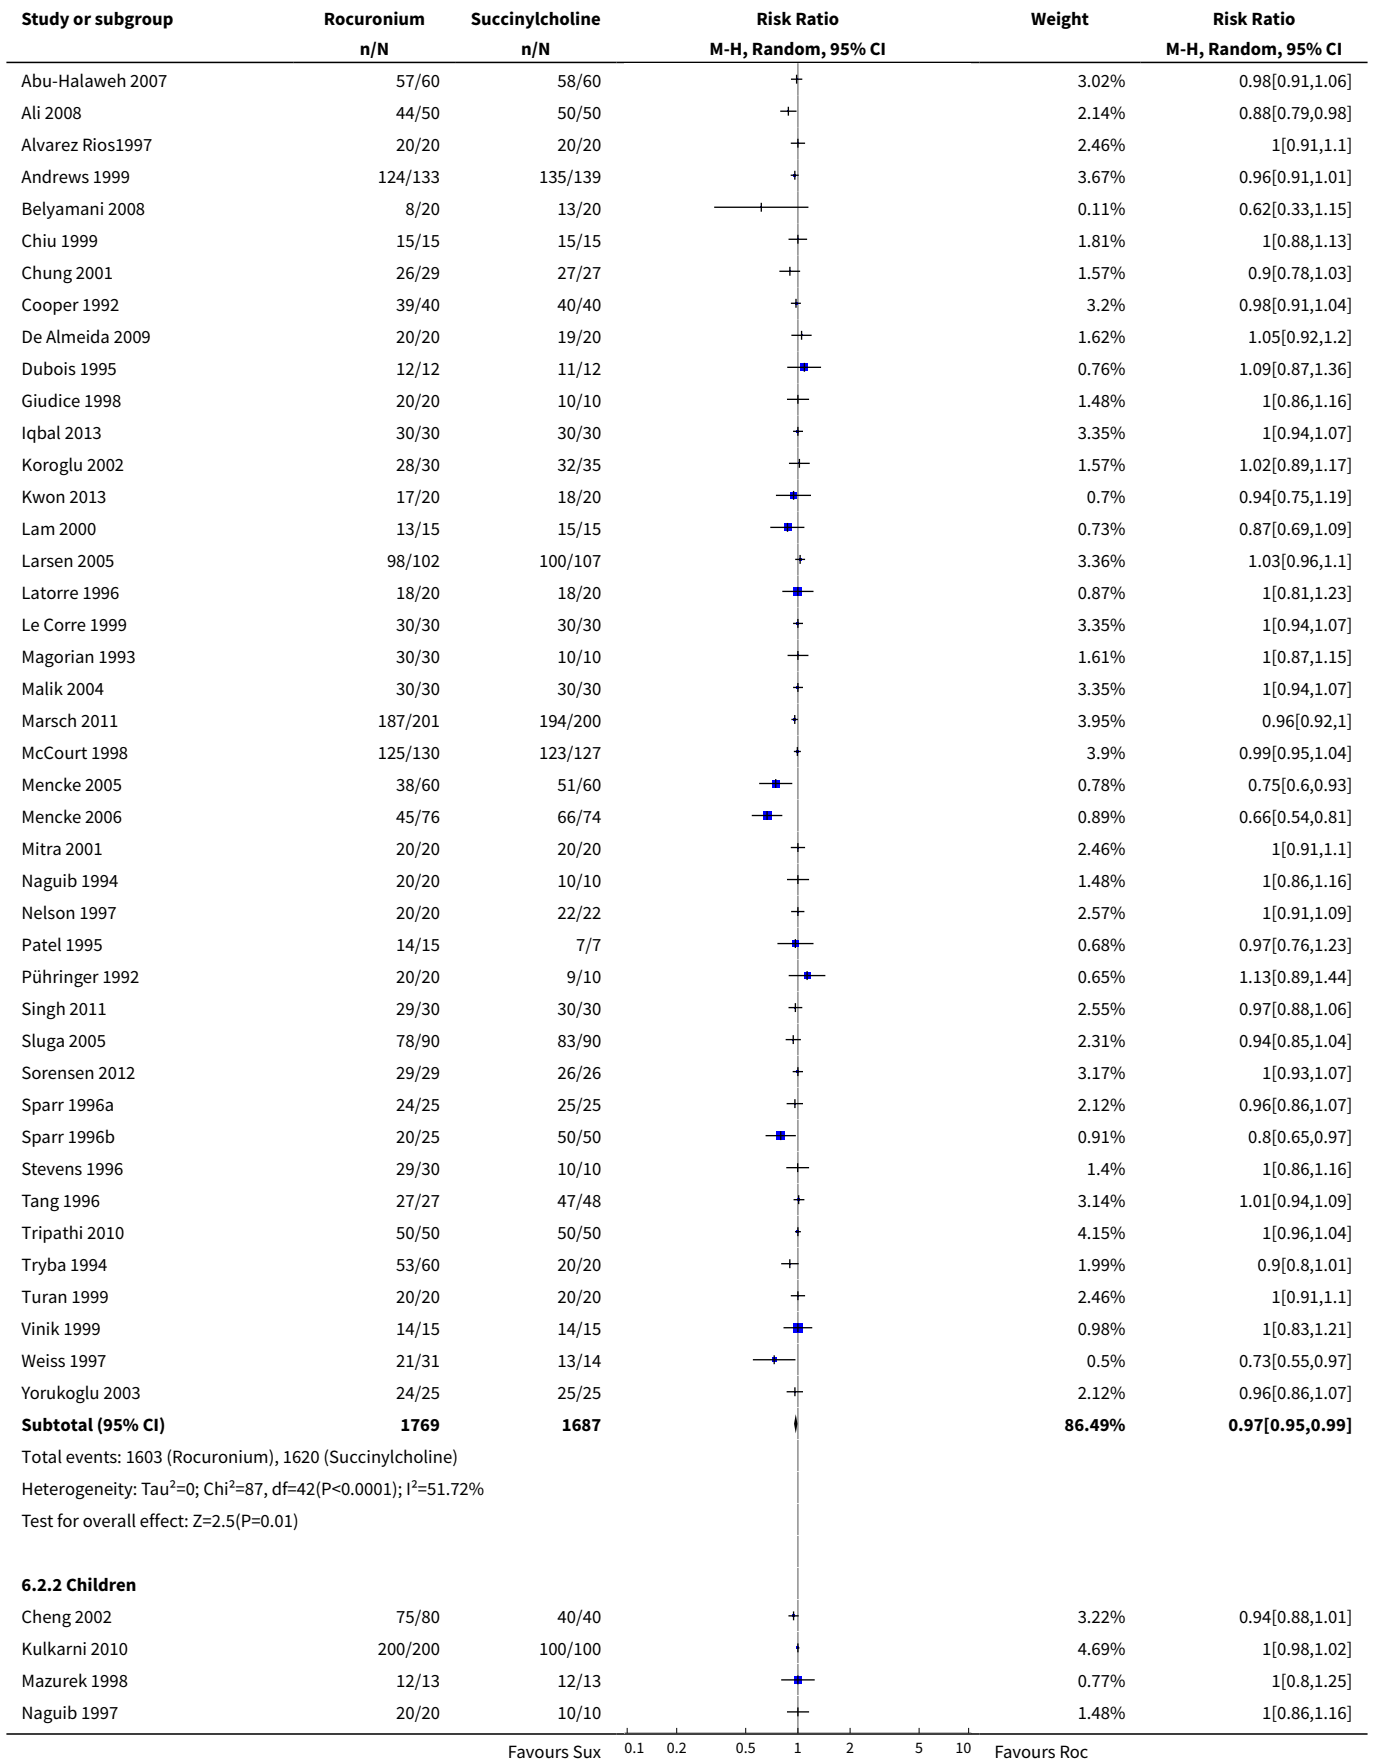 Study or subgroup Rocuronium Succinylcholine Risk Ratio Weight Risk Ratio
n/N n/N M-H, Random, 95% CI M-H, Random, 95% CI
Abu-Halaweh 2007 57/60 58/60 3.02% 0.98[0.91,1.06]
Ali 2008 44/50 50/50 2.14% 0.88[0.79,0.98]
Alvarez Rios1997 20/20 20/20 2.46% 1[0.91,1.1]
Andrews 1999 124/133 135/139 3.67% 0.96[0.91,1.01]
Belyamani 2008 8/20 13/20 0.11% 0.62[0.33,1.15]
Chiu 1999 15/15 15/15 1.81% 1[0.88,1.13]
Chung 2001 26/29 27/27 1.57% 0.9[0.78,1.03]
Cooper 1992 39/40 40/40 3.2% 0.98[0.91,1.04]
De Almeida 2009 20/20 19/20 1.62% 1.05[0.92,1.2]
Dubois 1995 12/12 11/12 0.76% 1.09[0.87,1.36]
Giudice 1998 20/20 10/10 1.48% 1[0.86,1.16]
Iqbal 2013 30/30 30/30 3.35% 1[0.94,1.07]
Koroglu 2002 28/30 32/35 1.57% 1.02[0.89,1.17]
Kwon 2013 17/20 18/20 0.7% 0.94[0.75,1.19]
Lam 2000 13/15 15/15 0.73% 0.87[0.69,1.09]
Larsen 2005 98/102 100/107 3.36% 1.03[0.96,1.1]
Latorre 1996 18/20 18/20 0.87% 1[0.81,1.23]
Le Corre 1999 30/30 30/30 3.35% 1[0.94,1.07]
Magorian 1993 30/30 10/10 1.61% 1[0.87,1.15]
Malik 2004 30/30 30/30 3.35% 1[0.94,1.07]
Marsch 2011 187/201 194/200 3.95% 0.96[0.92,1]
McCourt 1998 125/130 123/127 3.9% 0.99[0.95,1.04]
Mencke 2005 38/60 51/60 0.78% 0.75[0.6,0.93]
Mencke 2006 45/76 66/74 0.89% 0.66[0.54,0.81]
Mitra 2001 20/20 20/20 2.46% 1[0.91,1.1]
Naguib 1994 20/20 10/10 1.48% 1[0.86,1.16]
Nelson 1997 20/20 22/22 2.57% 1[0.91,1.09]
Patel 1995 14/15 7/7 0.68% 0.97[0.76,1.23]
Pühringer 1992 20/20 9/10 0.65% 1.13[0.89,1.44]
Singh 2011 29/30 30/30 2.55% 0.97[0.88,1.06]
Sluga 2005 78/90 83/90 2.31% 0.94[0.85,1.04]
Sorensen 2012 29/29 26/26 3.17% 1[0.93,1.07]
Sparr 1996a 24/25 25/25 2.12% 0.96[0.86,1.07]
Sparr 1996b 20/25 50/50 0.91% 0.8[0.65,0.97]
Stevens 1996 29/30 10/10 1.4% 1[0.86,1.16]
Tang 1996 27/27 47/48 3.14% 1.01[0.94,1.09]
Tripathi 2010 50/50 50/50 4.15% 1[0.96,1.04]
Tryba 1994 53/60 20/20 1.99% 0.9[0.8,1.01]
Turan 1999 20/20 20/20 2.46% 1[0.91,1.1]
Vinik 1999 14/15 14/15 0.98% 1[0.83,1.21]
Weiss 1997 21/31 13/14 0.5% 0.73[0.55,0.97]
Yorukoglu 2003 24/25 25/25 2.12% 0.96[0.86,1.07]
Subtotal (95% CI) 1769 1687 86.49% 0.97[0.95,0.99]
Total events: 1603 (Rocuronium), 1620 (Succinylcholine)
Heterogeneity: Tau²=0; Chi²=87, df=42(P<0.0001); I²=51.72%
Test for overall effect: Z=2.5(P=0.01)
6.2.2 Children
Cheng 2002 75/80 40/40 3.22% 0.94[0.88,1.01]
Kulkarni 2010 200/200 100/100 4.69% 1[0.98,1.02]
Mazurek 1998 12/13 12/13 0.77% 1[0.8,1.25]
Naguib 1997 20/20 10/10 1.48% 1[0.86,1.16]
Favours Sux 0.1 0.2 0.5 1 2 5 10 Favours Roc